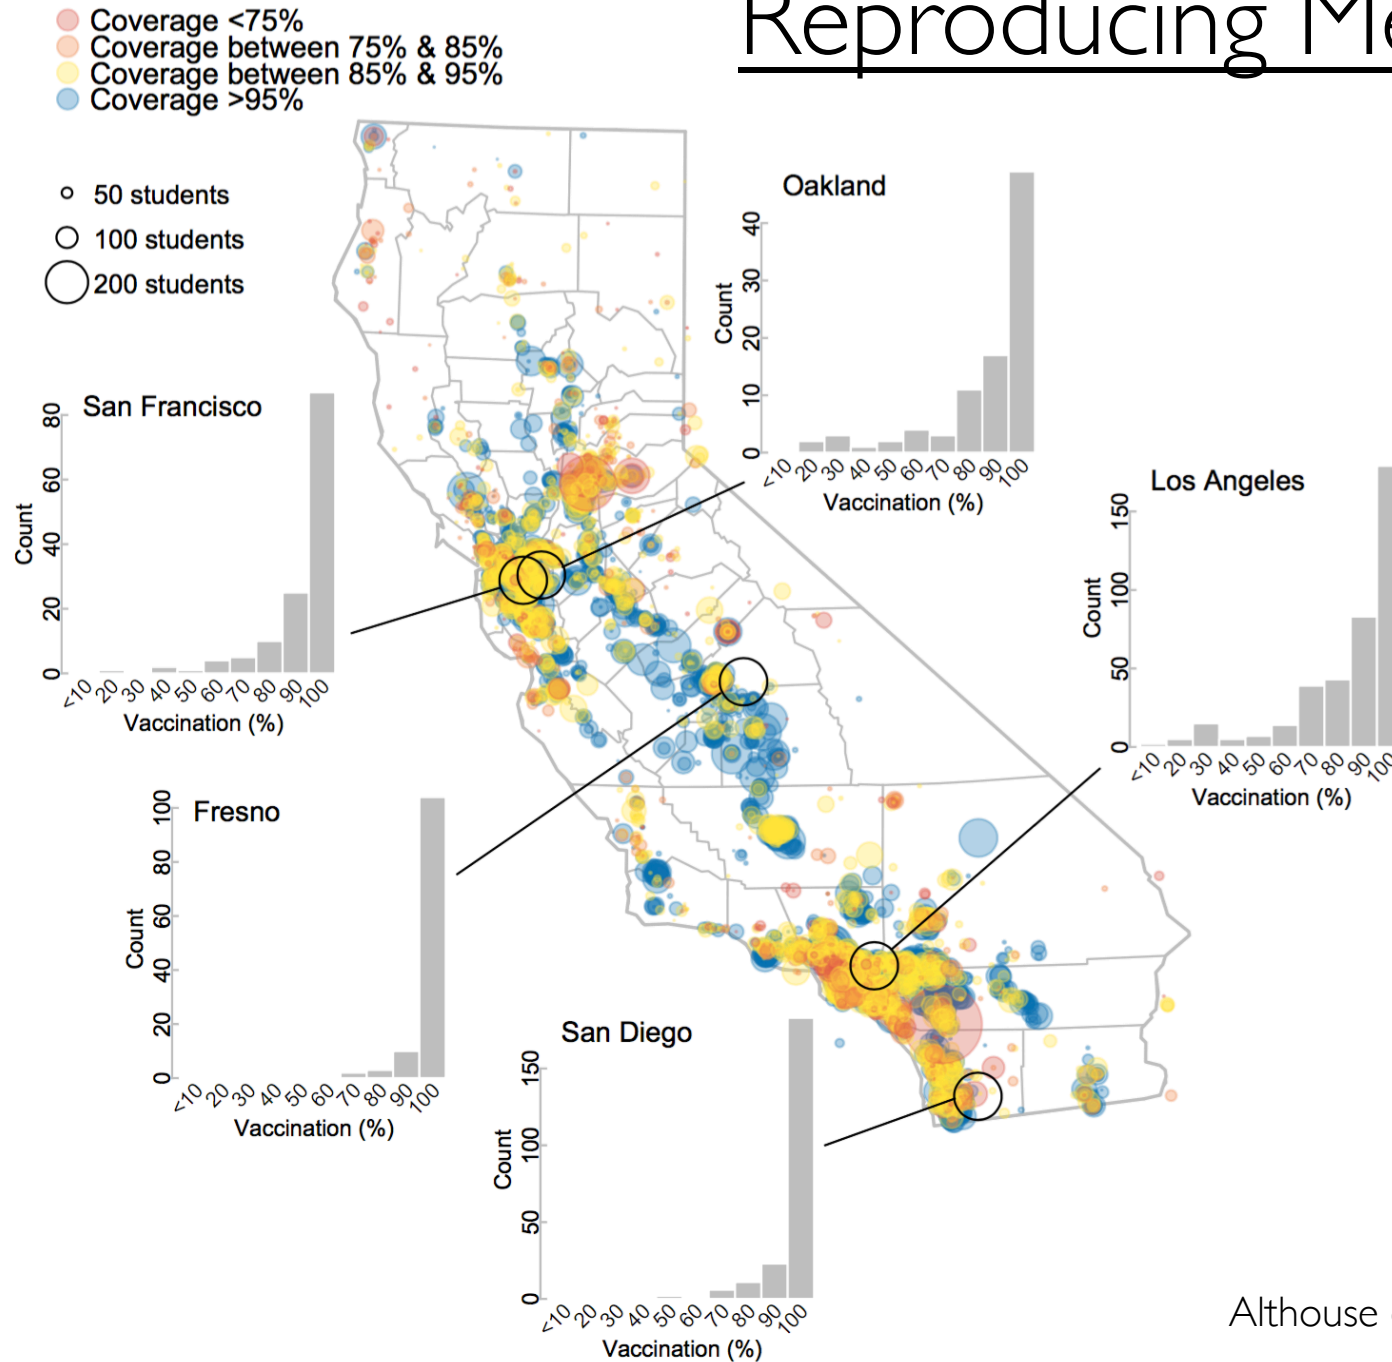 Reproducing Me
Coverage <75%
Coverage between 75% & 85%
Coverage between 85% & 95%
Coverage >95%
50 students
100 students
200 students
Oakland
Count
0 10 20 30 40
<10 20 30 40 50 60 70 80 90 100
Vaccination (%)
San Francisco
Count
0 20 40 60 80
<10 20 30 40 50 60 70 80 90 100
Vaccination (%)
Los Angeles
Count
0 50 100 150
<10 20 30 40 50 60 70 80 90 100
Vaccination (%)
Fresno
Count
0 20 40 60 80 100
<10 20 30 40 50 60 70 80 90 100
Vaccination (%)
San Diego
Count
0 50 100 150
<10 20 30 40 50 60 70 80 90 100
Vaccination (%)
Althouse